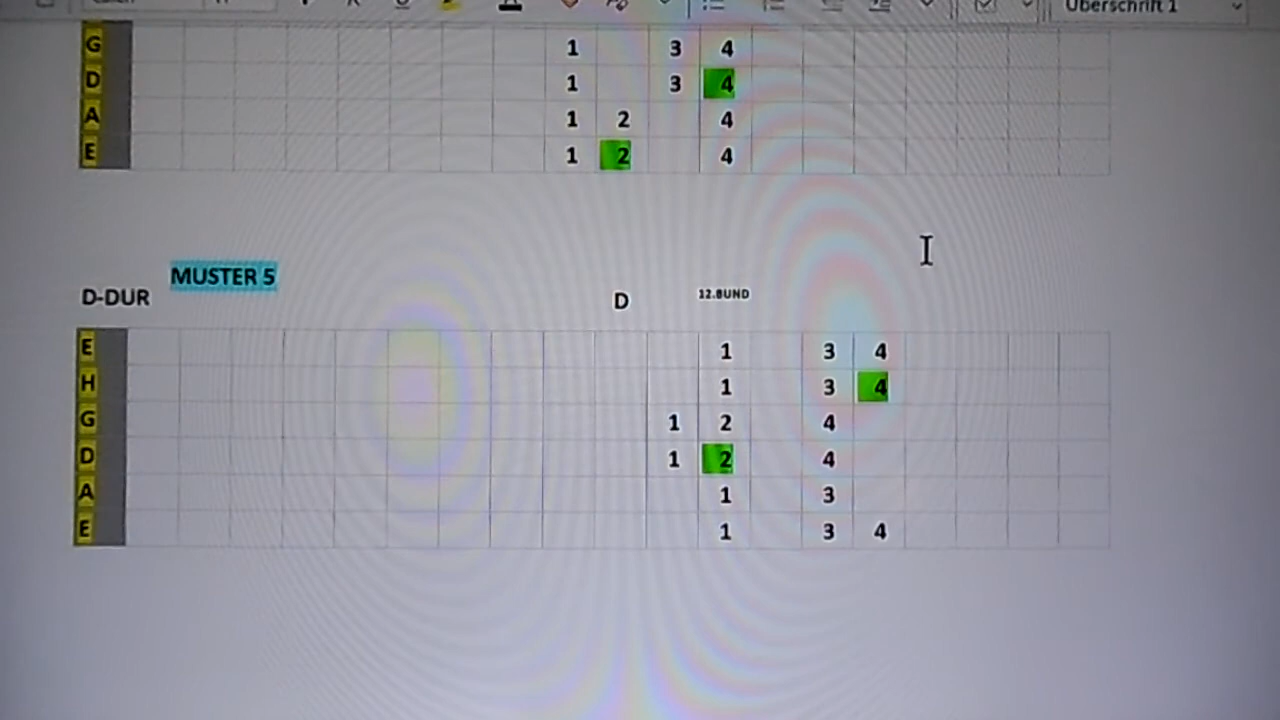 Überschrift 1
G 1 3 4
D 1 3 4
A 1 2 4
E 1 2 4
MUSTER 5
D-DUR D 12.BUND
E 1 3 4
H 1 3 4
G 1 2 4
D 1 2 4
A 1 3
E 1 3 4